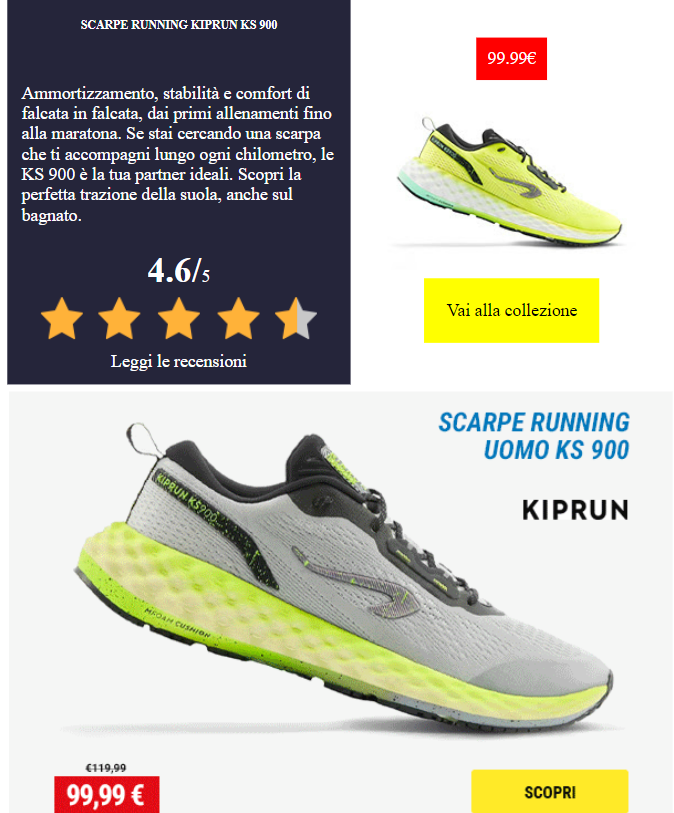 SCARPE RUNNING KIPRUN KS 900
Ammortizzamento, stabilità e comfort di
falcata in falcata, dai primi allenamenti fino
alla maratona. Se stai cercando una scarpa
che ti accompagni lungo ogni chilometro, le
KS 900 è la tua partner ideali. Scopri la
perfetta trazione della suola, anche sul
bagnato.
4.6/5
Leggi le recensioni
99.99€
Vai alla collezione
SCARPE RUNNING
UOMO KS 900
KIPRUN
KIPRUN KS900
MFOAM CUSHION
€119,99
99,99 €
SCOPRI